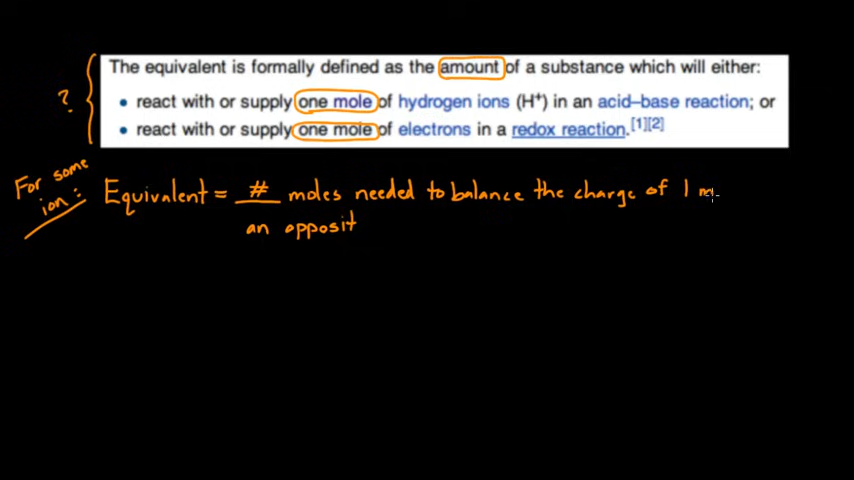 The equivalent is formally defined as the amount of a substance which will either:
? • react with or supply one mole of hydrogen ions (H⁺) in an acid–base reaction; or
• react with or supply one mole of electrons in a redox reaction.[1][2]
For some
ion:
Equivalent = # moles needed to balance the charge of 1 m
an opposit